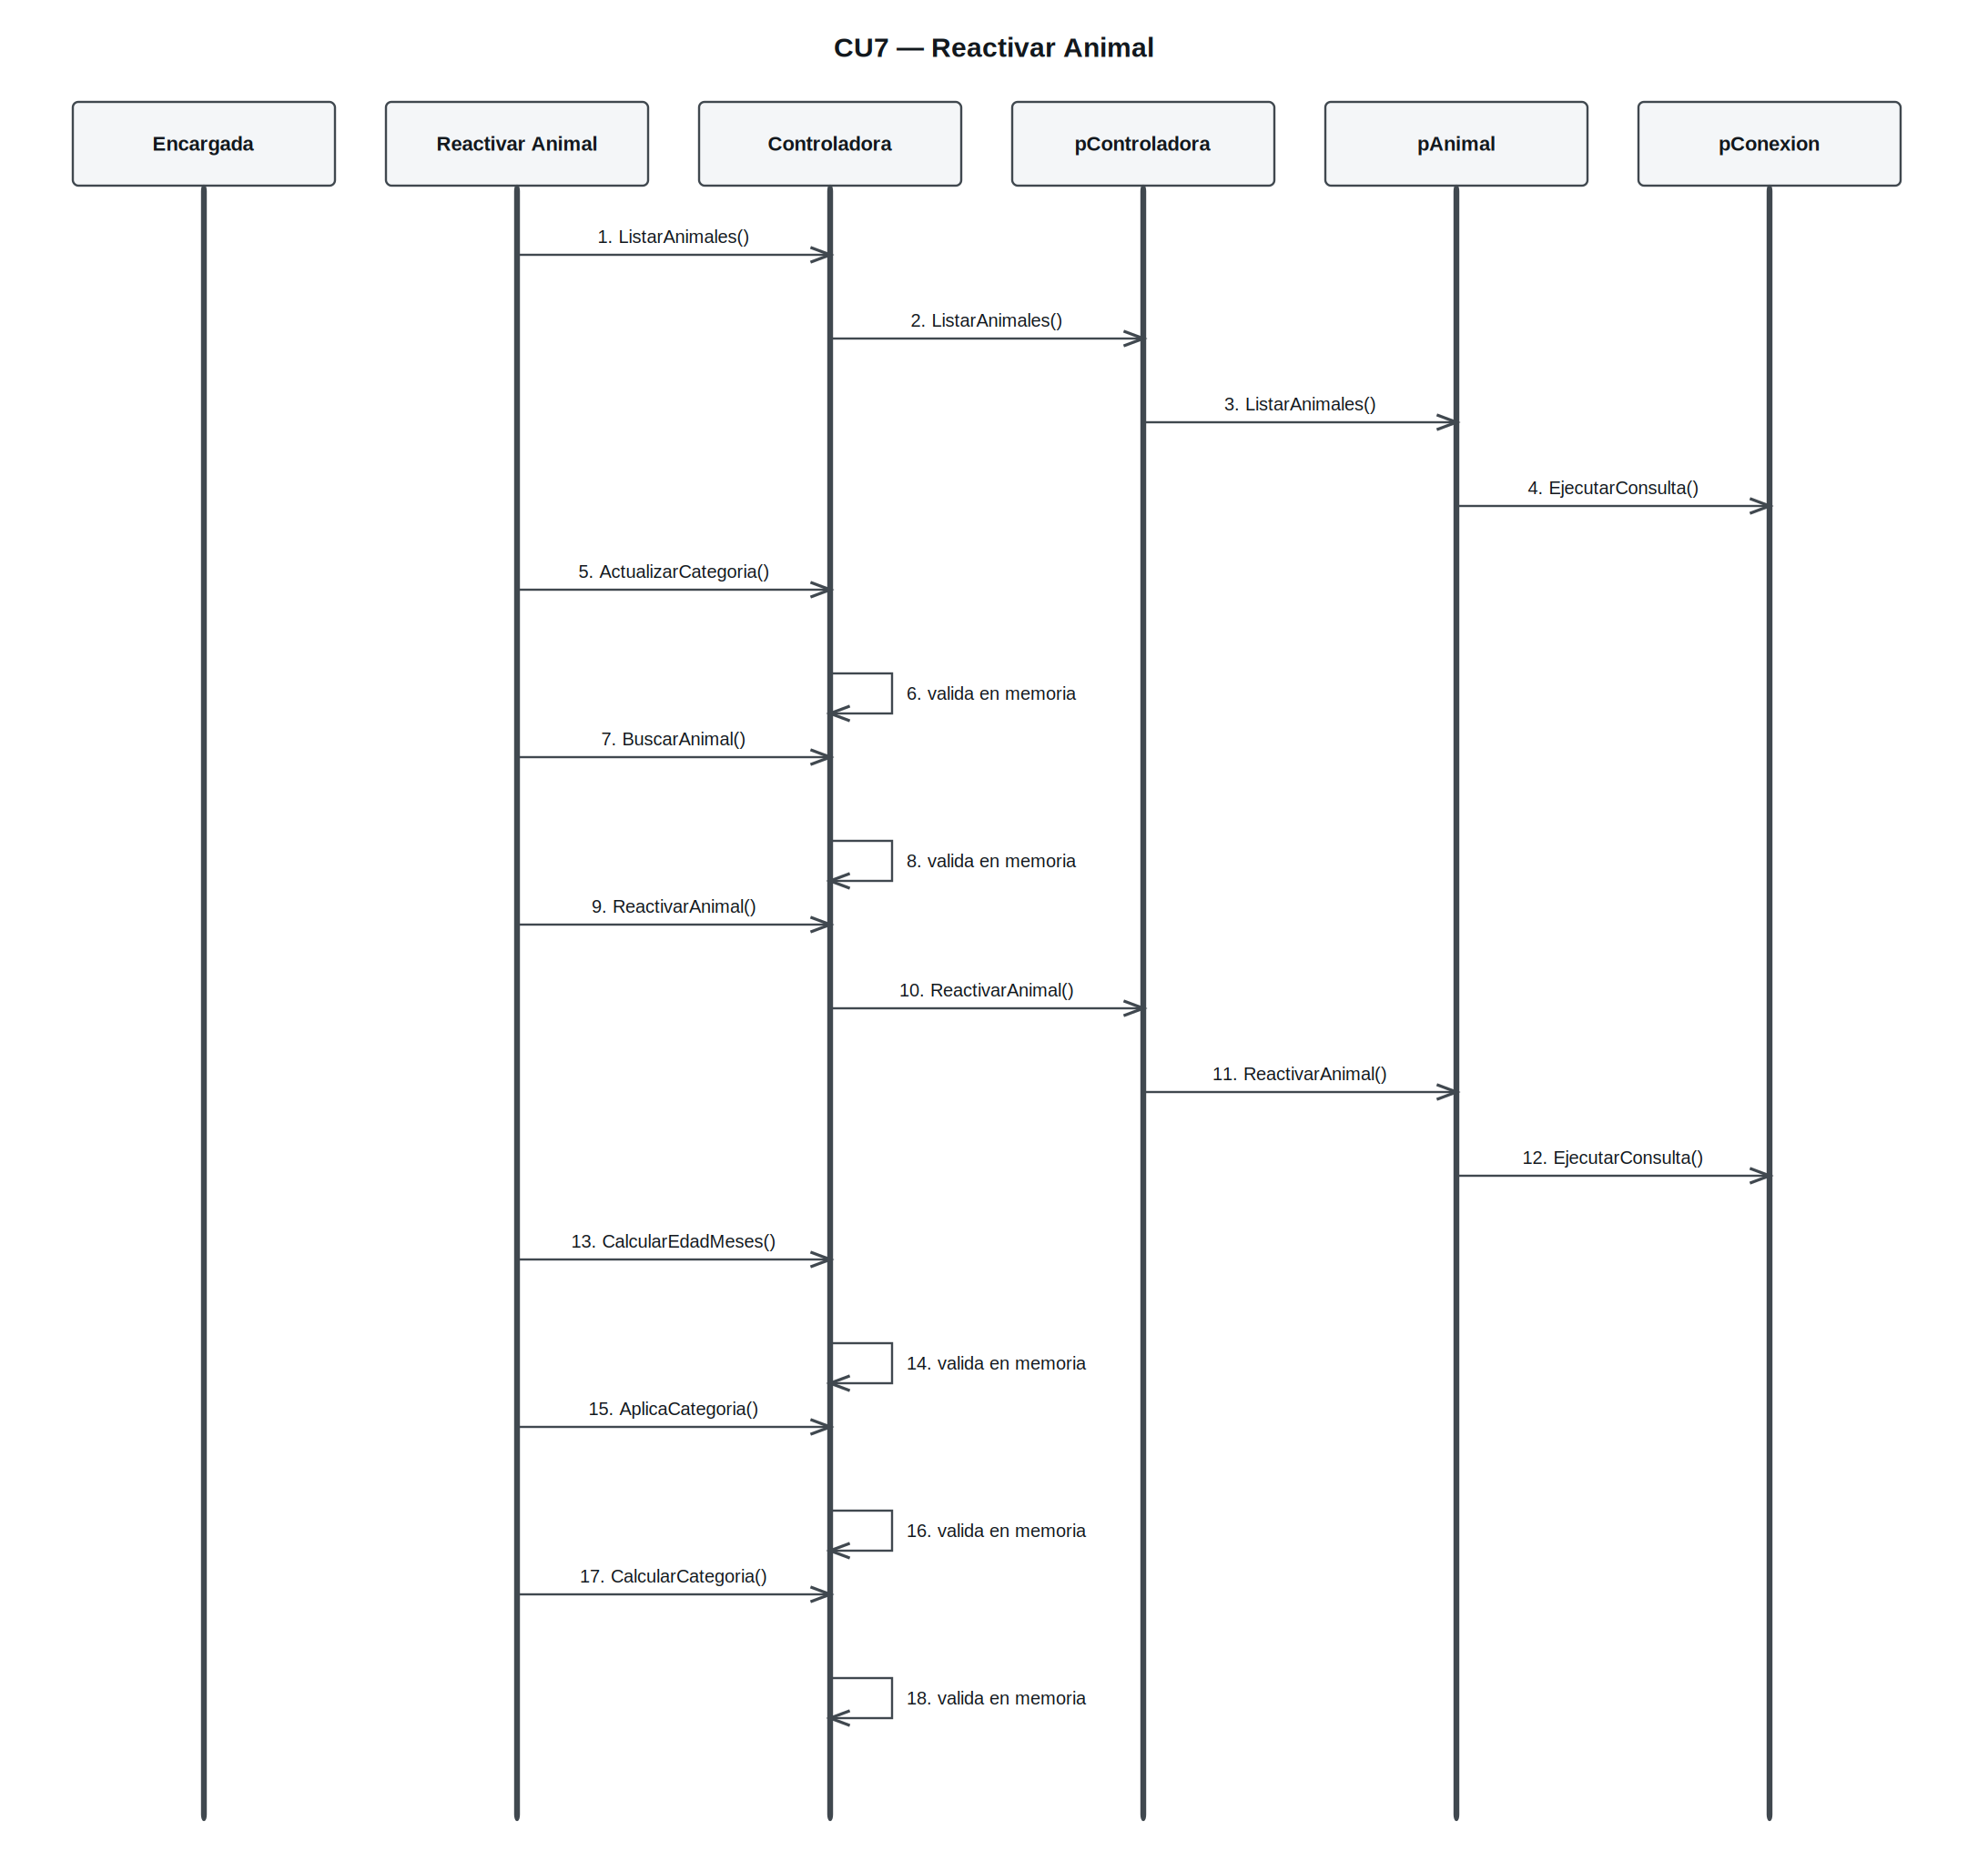 CU7 — Reactivar Animal
Encargada
Reactivar Animal
Controladora
pControladora
pAnimal
pConexion
1. ListarAnimales()
2. ListarAnimales()
3. ListarAnimales()
4. EjecutarConsulta()
5. ActualizarCategoria()
6. valida en memoria
7. BuscarAnimal()
8. valida en memoria
9. ReactivarAnimal()
10. ReactivarAnimal()
11. ReactivarAnimal()
12. EjecutarConsulta()
13. CalcularEdadMeses()
14. valida en memoria
15. AplicaCategoria()
16. valida en memoria
17. CalcularCategoria()
18. valida en memoria